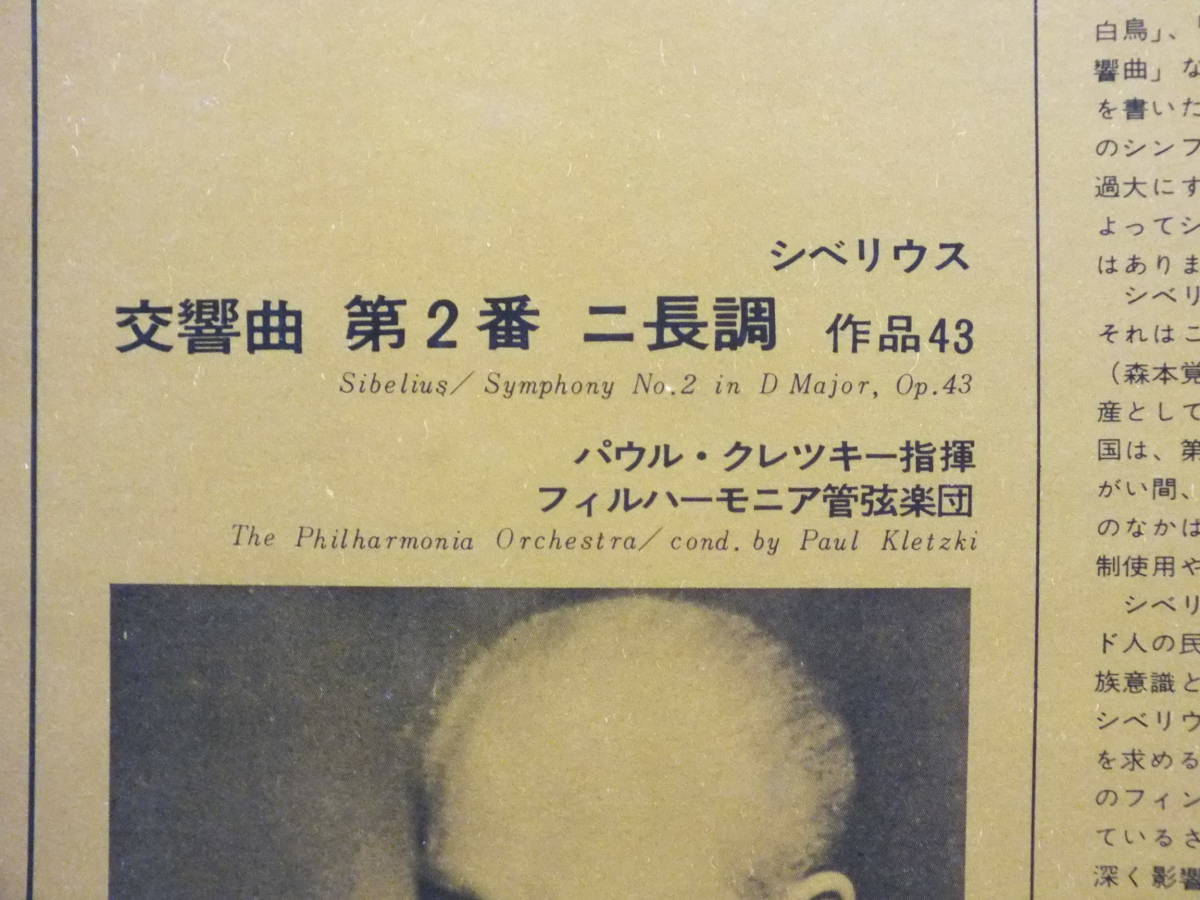 シベリウス
交響曲 第2番 ニ長調 作品43
Sibelius/ Symphony No.2 in D Major, Op.43
パウル・クレツキー指揮
フィルハーモニア管弦楽団
The Philharmonia Orchestra/ cond. by Paul Kletzki
白鳥」、「
響曲」な
を書いた
のシンフ
過大にす
よってシ
はありま
シベリ
それはこ
（森本覚
産として
国は、第
がい間、
のなかは
制使用や
シベリ
ド人の民
族意識と
シベリウ
を求める
のフィン
ているさ
深く影響